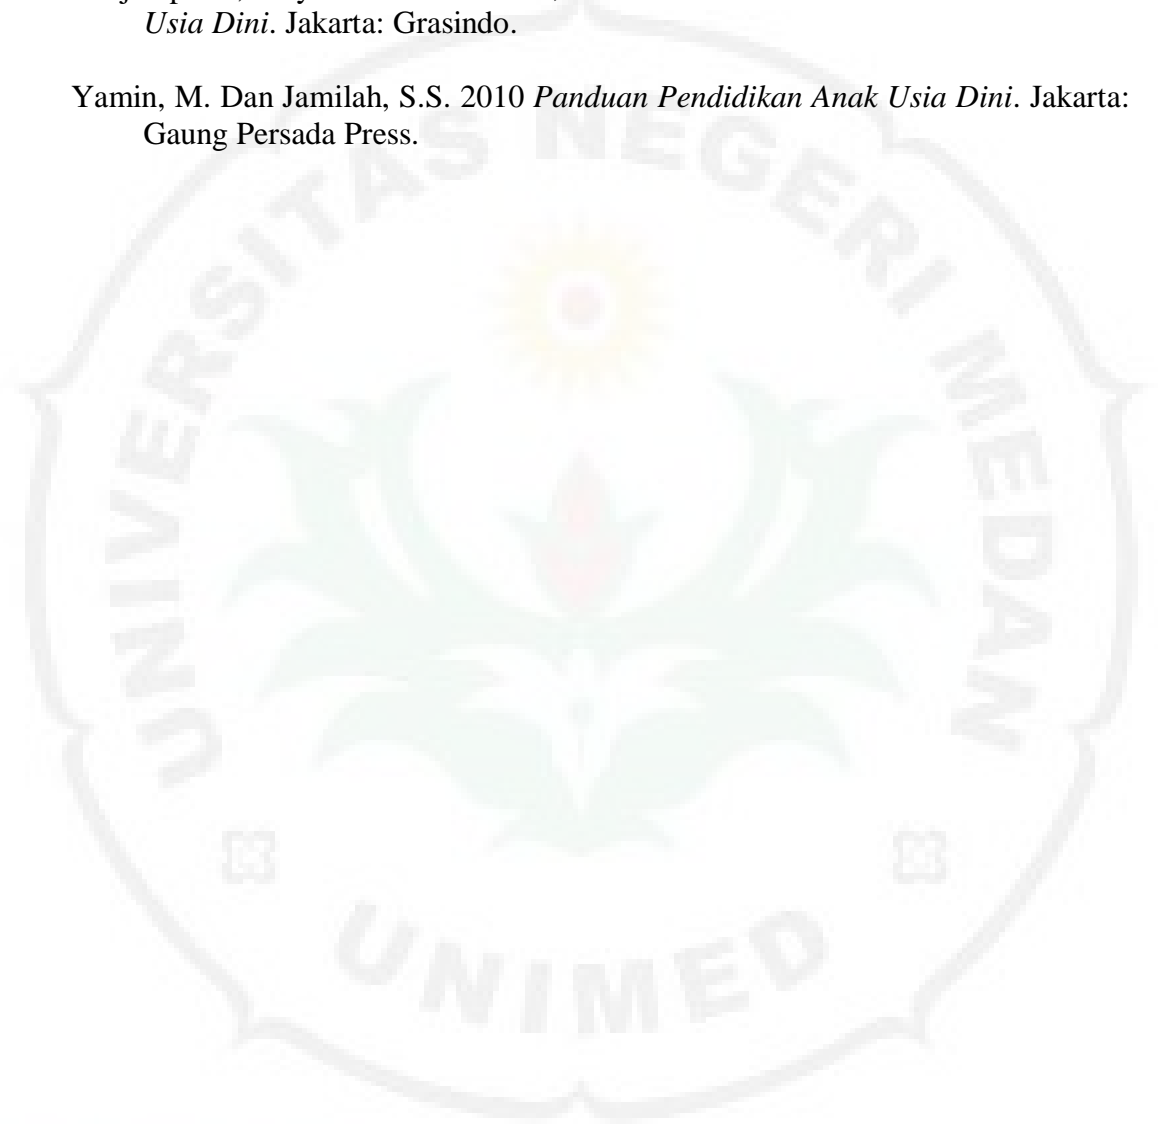 Usia Dini. Jakarta: Grasindo.
Yamin, M. Dan Jamilah, S.S. 2010 Panduan Pendidikan Anak Usia Dini. Jakarta:
Gaung Persada Press.
UNIVERSITAS NEGERI MEDAN
UNIMED